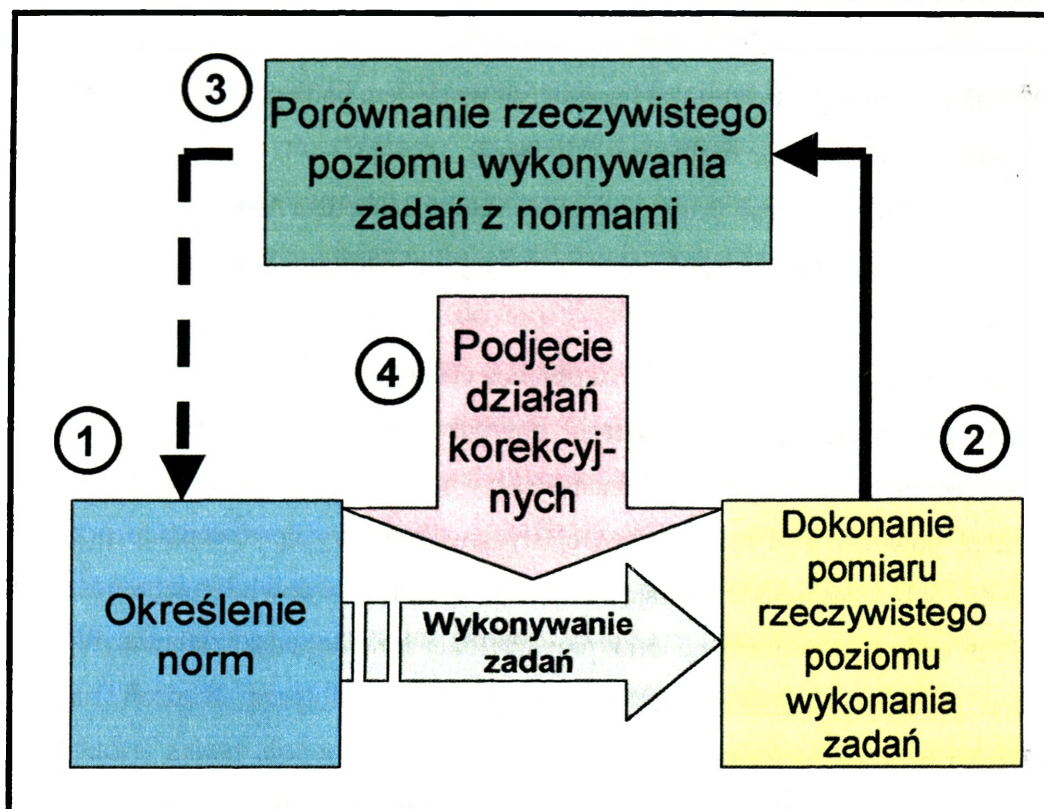 3
Porównanie rzeczywistego
poziomu wykonywania
zadań z normami
4
Podjęcie
działań
korekcyj-
nych
1
Określenie
norm
Wykonywanie
zadań
2
Dokonanie
pomiaru
rzeczywistego
poziomu
wykonania
zadań